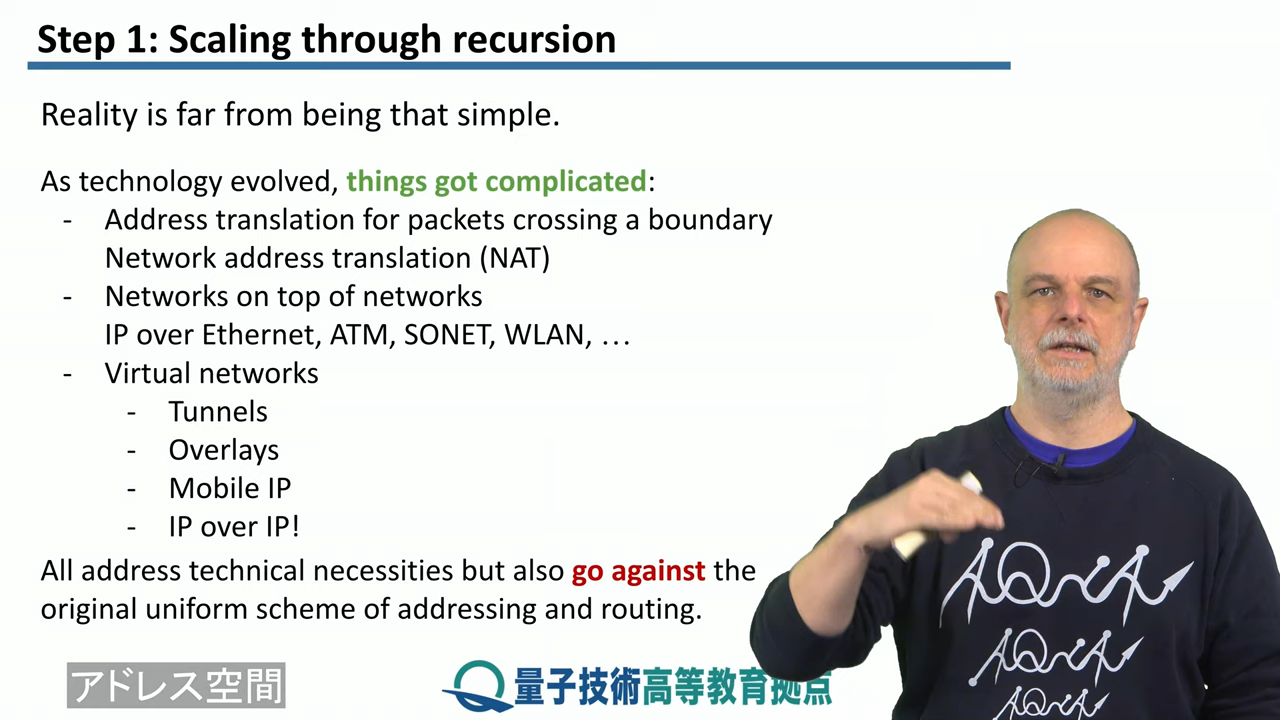 Step 1: Scaling through recursion
Reality is far from being that simple.
As technology evolved, things got complicated:
- Address translation for packets crossing a boundary
Network address translation (NAT)
- Networks on top of networks
IP over Ethernet, ATM, SONET, WLAN, …
- Virtual networks
- Tunnels
- Overlays
- Mobile IP
- IP over IP!
All address technical necessities but also go against the
original uniform scheme of addressing and routing.
アドレス空間
量子技術高等教育拠点
AQUA
AQUA
AQUA